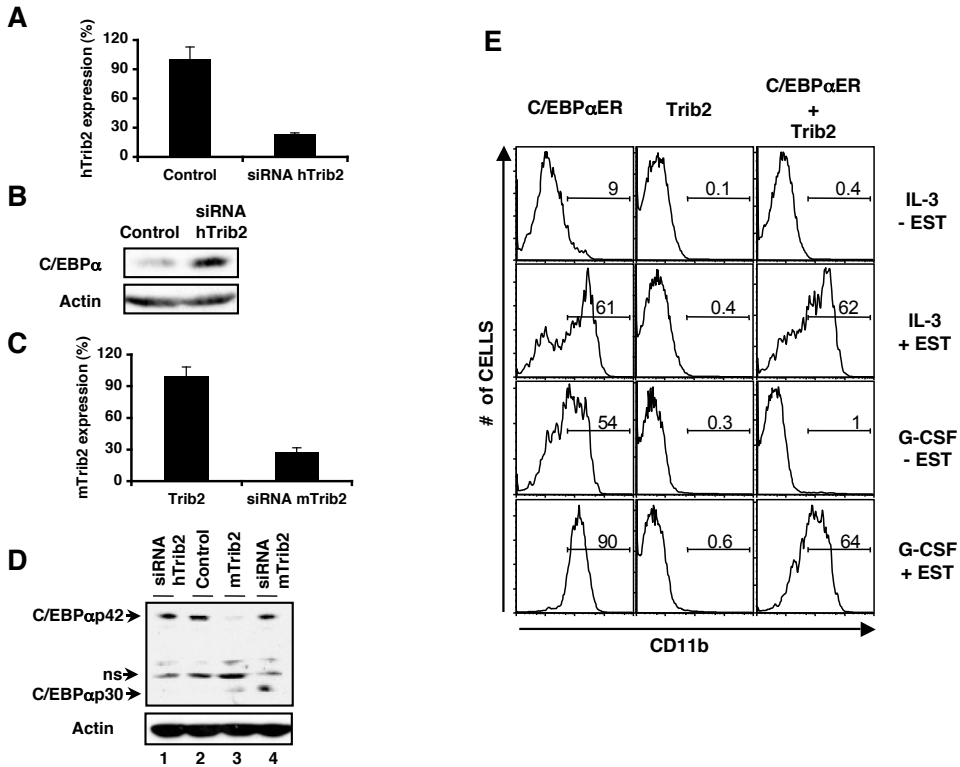 A
hTrib2 expression (%)
120
90
60
30
0
Control
siRNA hTrib2
B
Control
siRNA
hTrib2
C/EBPα
Actin
C
mTrib2 expression (%)
120
90
60
30
0
Trib2
siRNA mTrib2
D
siRNA
hTrib2
Control
mTrib2
siRNA
mTrib2
C/EBPαp42
ns
C/EBPαp30
Actin
1 2 3 4
E
C/EBPαER
Trib2
C/EBPαER
+
Trib2
# of CELLS
9 0.1 0.4
IL-3
- EST
61 0.4 62
IL-3
+ EST
54 0.3 1
G-CSF
- EST
90 0.6 64
G-CSF
+ EST
CD11b